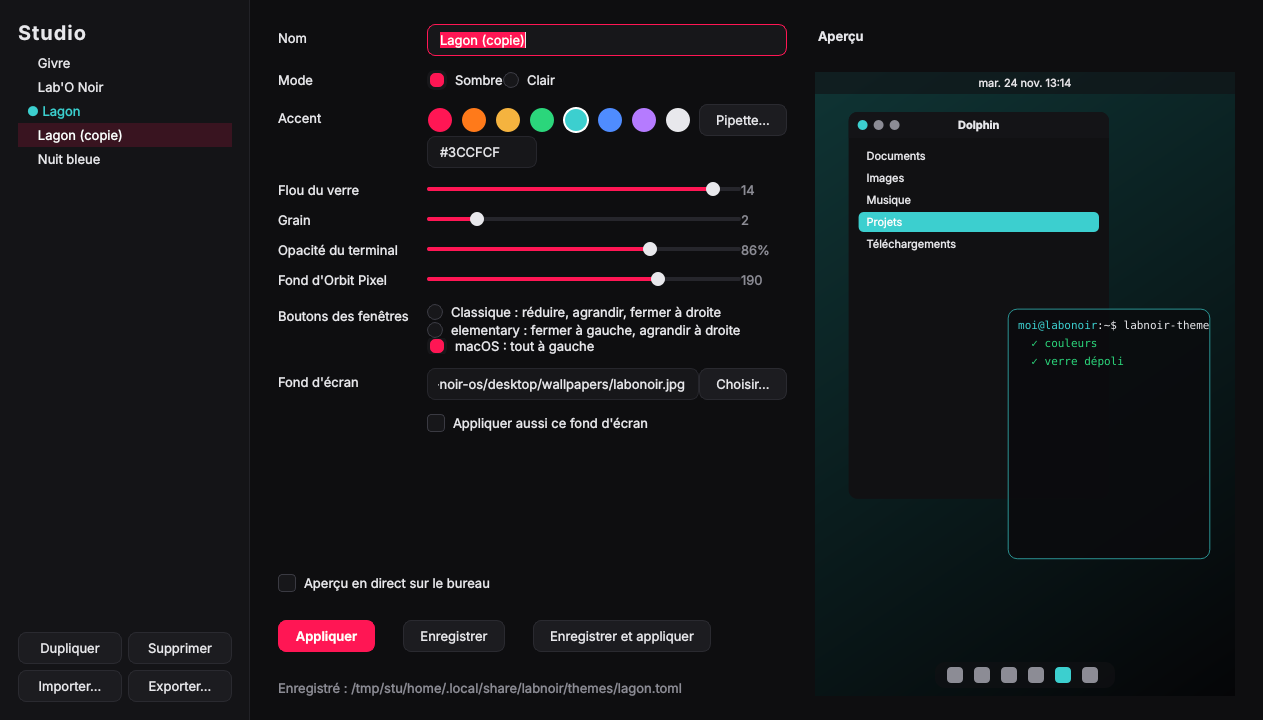 Studio
Givre
Lab'O Noir
Lagon
Lagon (copie)
Nuit bleue
Dupliquer
Supprimer
Importer...
Exporter...
Nom
Lagon (copie)
Mode
Sombre
Clair
Accent
Pipette...
#3CCFCF
Flou du verre
14
Grain
2
Opacité du terminal
86%
Fond d'Orbit Pixel
190
Boutons des fenêtres
Classique : réduire, agrandir, fermer à droite
elementary : fermer à gauche, agrandir à droite
macOS : tout à gauche
Fond d'écran
noir-os/desktop/wallpapers/labonoir.jpg
Choisir...
Appliquer aussi ce fond d'écran
Aperçu en direct sur le bureau
Appliquer
Enregistrer
Enregistrer et appliquer
Enregistré : /tmp/stu/home/.local/share/labnoir/themes/lagon.toml
Aperçu
mar. 24 nov. 13:14
Dolphin
Documents
Images
Musique
Projets
Téléchargements
moi@labonoir:~$ labnoir-theme
✓ couleurs
✓ verre dépoli